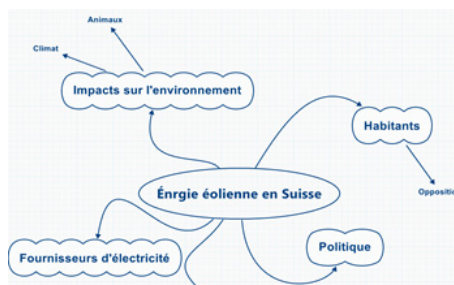 Animaux
Climat
Impacts sur l'environnement
Habitants
Énrgie éolienne en Suisse
Oppositi
Politique
Fournisseurs d'électricité